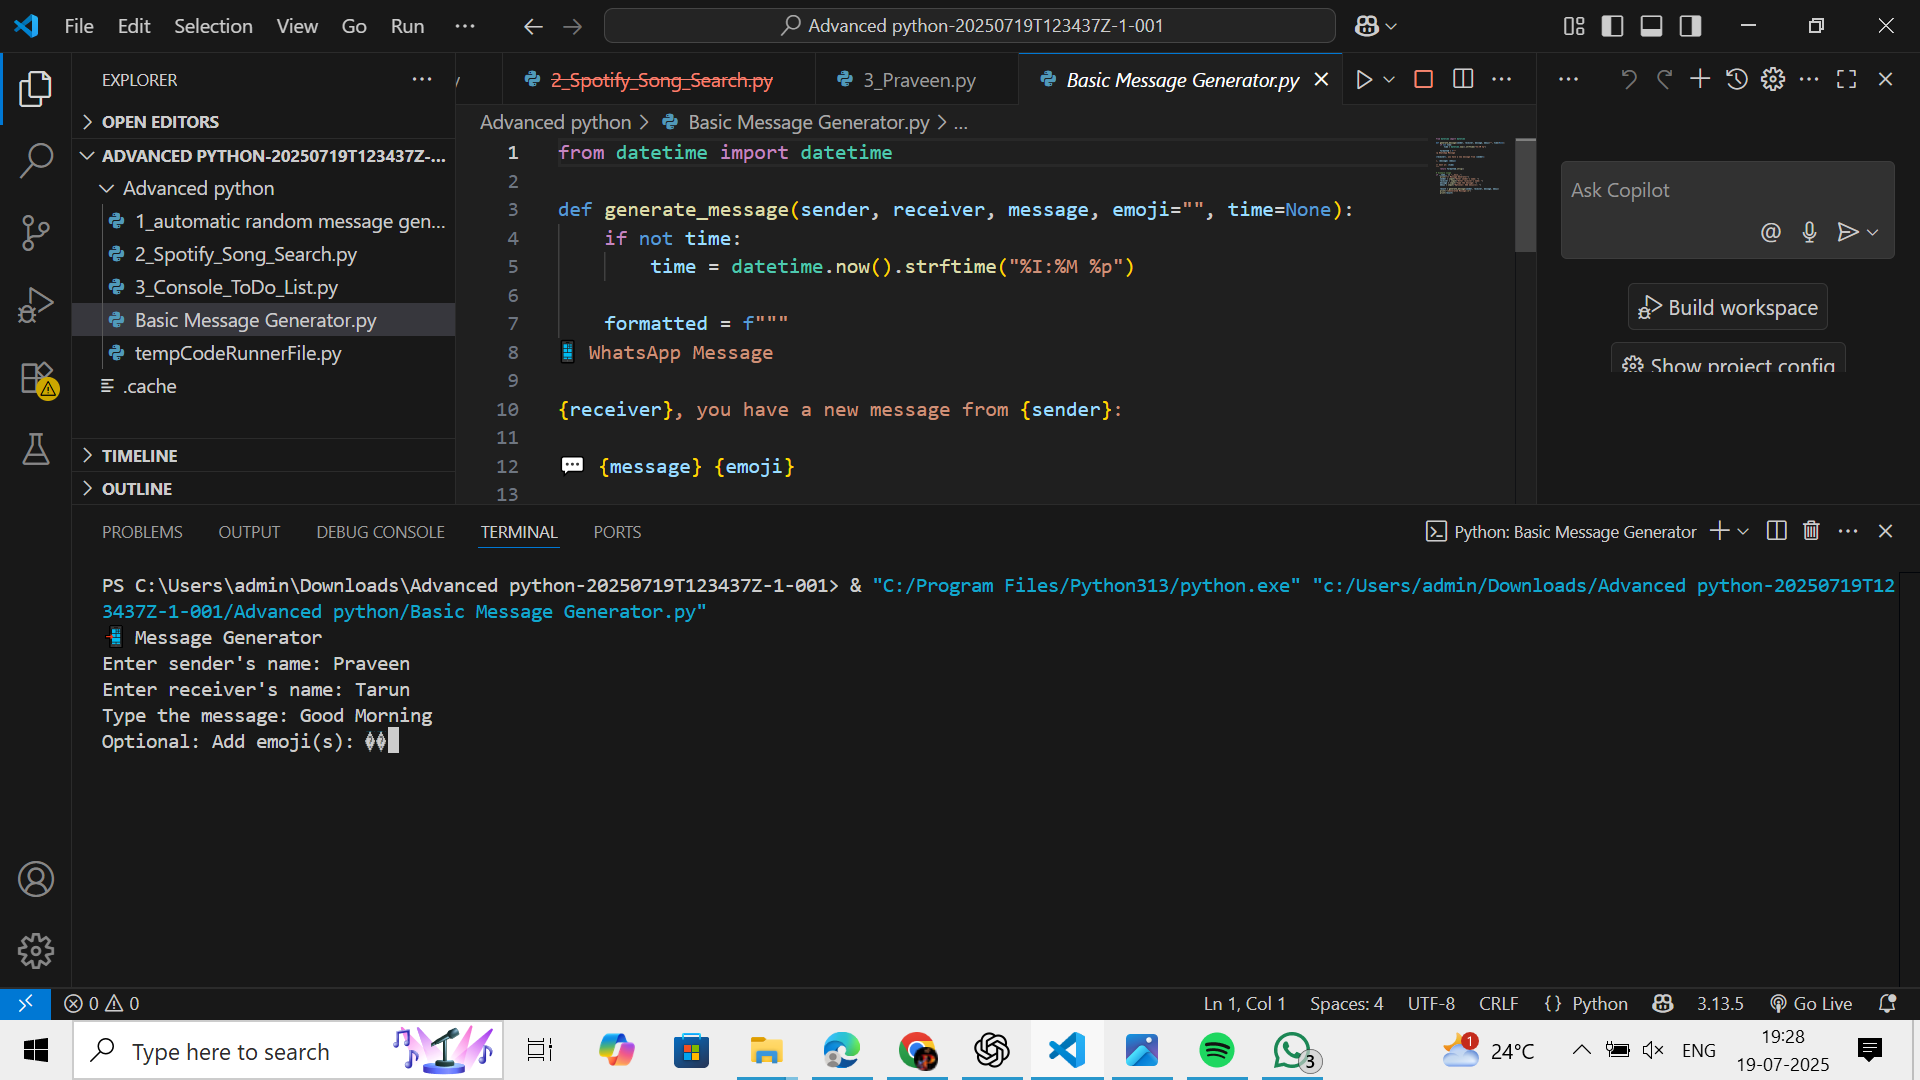 File Edit Selection View Go Run ...
Advanced python-20250719T123437Z-1-001
EXPLORER
OPEN EDITORS
ADVANCED PYTHON-20250719T123437Z-...
Advanced python
1_automatic random message gen...
2_Spotify_Song_Search.py
3_Console_ToDo_List.py
Basic Message Generator.py
tempCodeRunnerFile.py
.cache
TIMELINE
OUTLINE
2_Spotify_Song_Search.py
3_Praveen.py
Basic Message Generator.py
Advanced python > Basic Message Generator.py > ...
1 from datetime import datetime
2
3 def generate_message(sender, receiver, message, emoji="", time=None):
4 if not time:
5 time = datetime.now().strftime("%I:%M %p")
6
7 formatted = f"""
8 📱 WhatsApp Message
9
10 {receiver}, you have a new message from {sender}:
11
12 💬 {message} {emoji}
13
Ask Copilot
@
Build workspace
Show project config
PROBLEMS OUTPUT DEBUG CONSOLE TERMINAL PORTS
Python: Basic Message Generator
PS C:\Users\admin\Downloads\Advanced python-20250719T123437Z-1-001> & "C:/Program Files/Python313/python.exe" "c:/Users/admin/Downloads/Advanced python-20250719T12
3437Z-1-001/Advanced python/Basic Message Generator.py"
📲 Message Generator
Enter sender's name: Praveen
Enter receiver's name: Tarun
Type the message: Good Morning
Optional: Add emoji(s): ��
0 0
Ln 1, Col 1 Spaces: 4 UTF-8 CRLF {} Python 3.13.5 Go Live
Type here to search
3
1
24°C
ENG
19:28
19-07-2025